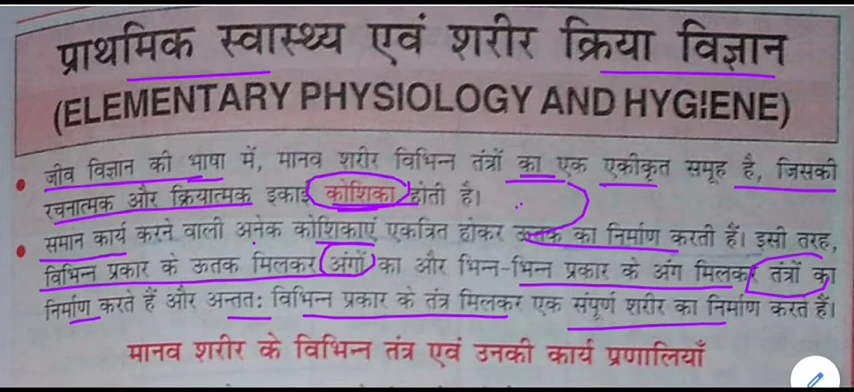 प्राथमिक स्वास्थ्य एवं शरीर क्रिया विज्ञान
(ELEMENTARY PHYSIOLOGY AND HYGIENE)
• जीव विज्ञान की भाषा में, मानव शरीर विभिन्न तंत्रों का एक एकीकृत समूह है, जिसकी
रचनात्मक और क्रियात्मक इकाई कोशिका होती है।
• समान कार्य करने वाली अनेक कोशिकाएं एकत्रित होकर ऊतक का निर्माण करती हैं। इसी तरह,
विभिन्न प्रकार के ऊतक मिलकर अंगों का और भिन्न-भिन्न प्रकार के अंग मिलकर तंत्रों का
निर्माण करते हैं और अन्ततः विभिन्न प्रकार के तंत्र मिलकर एक संपूर्ण शरीर का निर्माण करते हैं।
मानव शरीर के विभिन्न तंत्र एवं उनकी कार्य प्रणालियाँ